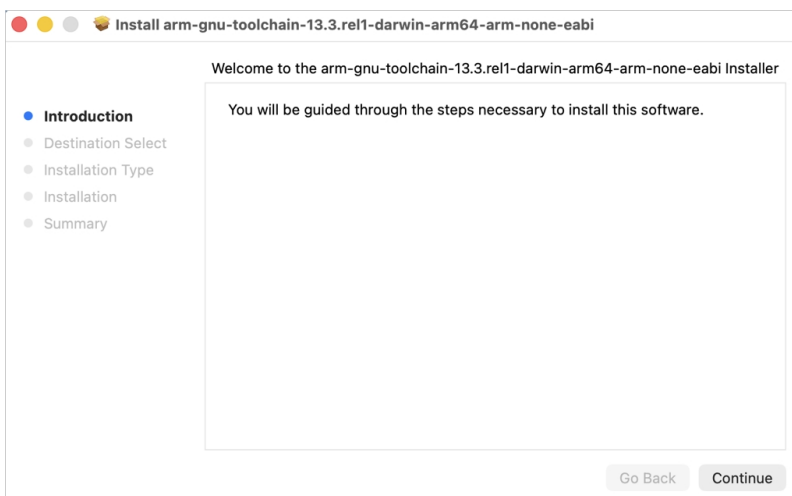 Install arm-gnu-toolchain-13.3.rel1-darwin-arm64-arm-none-eabi
Welcome to the arm-gnu-toolchain-13.3.rel1-darwin-arm64-arm-none-eabi Installer
Introduction
Destination Select
Installation Type
Installation
Summary
You will be guided through the steps necessary to install this software.
Go Back
Continue